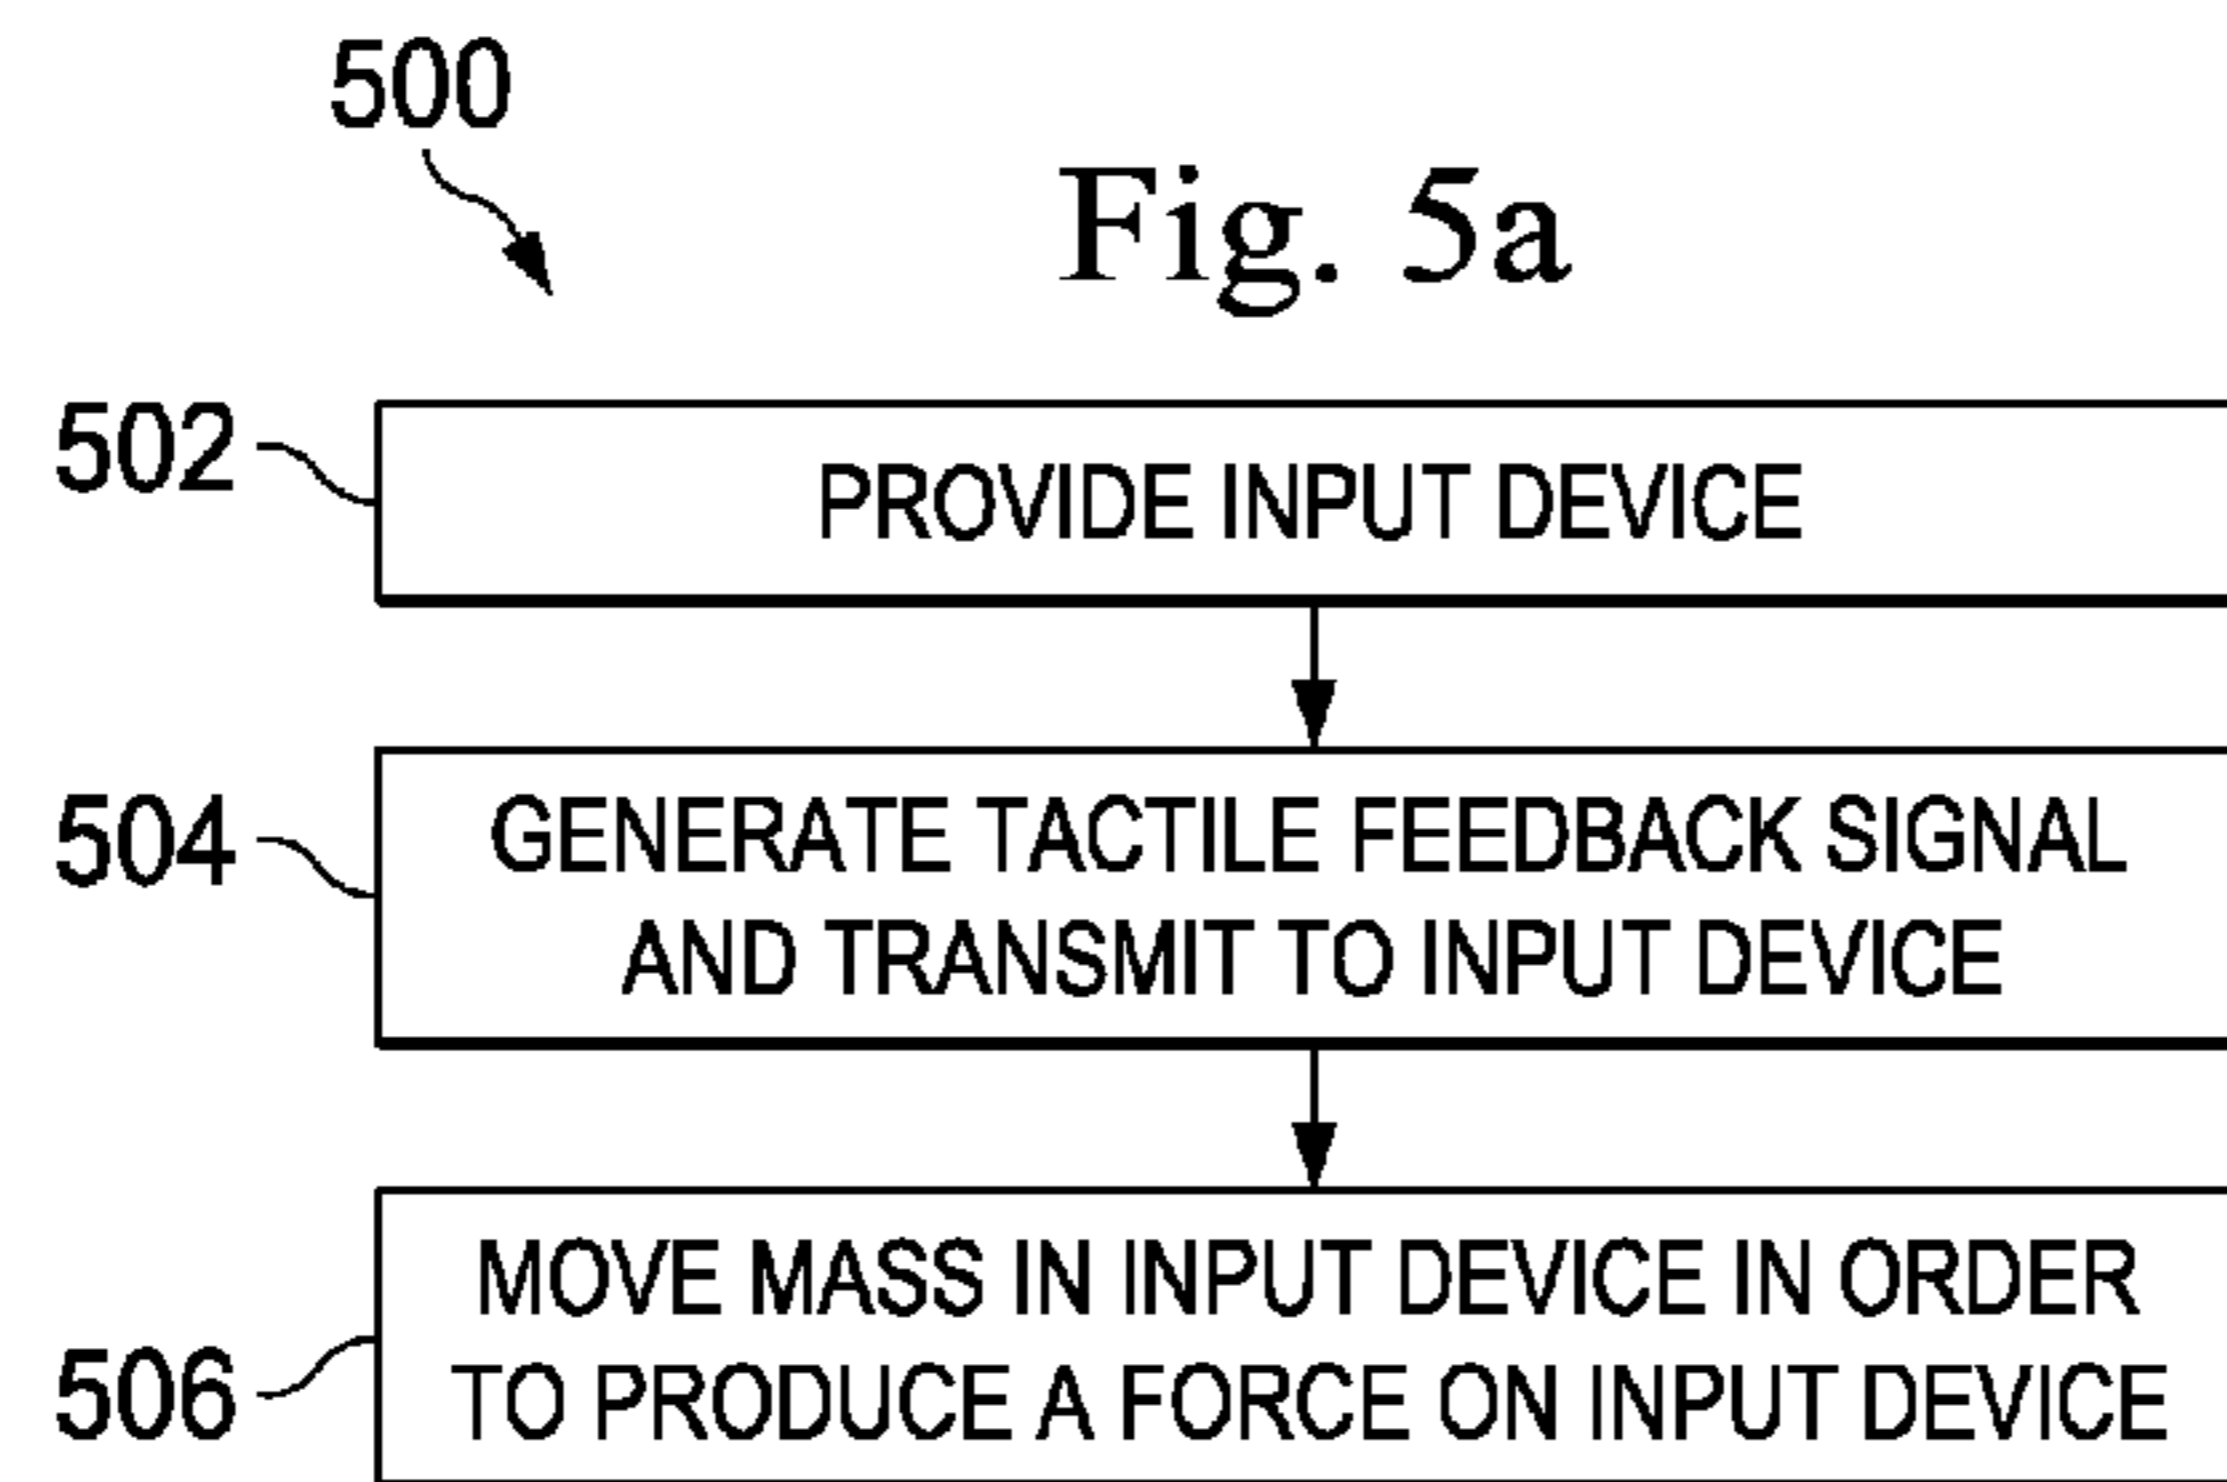 500
Fig. 5a
502
PROVIDE INPUT DEVICE
504
GENERATE TACTILE FEEDBACK SIGNAL
AND TRANSMIT TO INPUT DEVICE
506
MOVE MASS IN INPUT DEVICE IN ORDER
TO PRODUCE A FORCE ON INPUT DEVICE